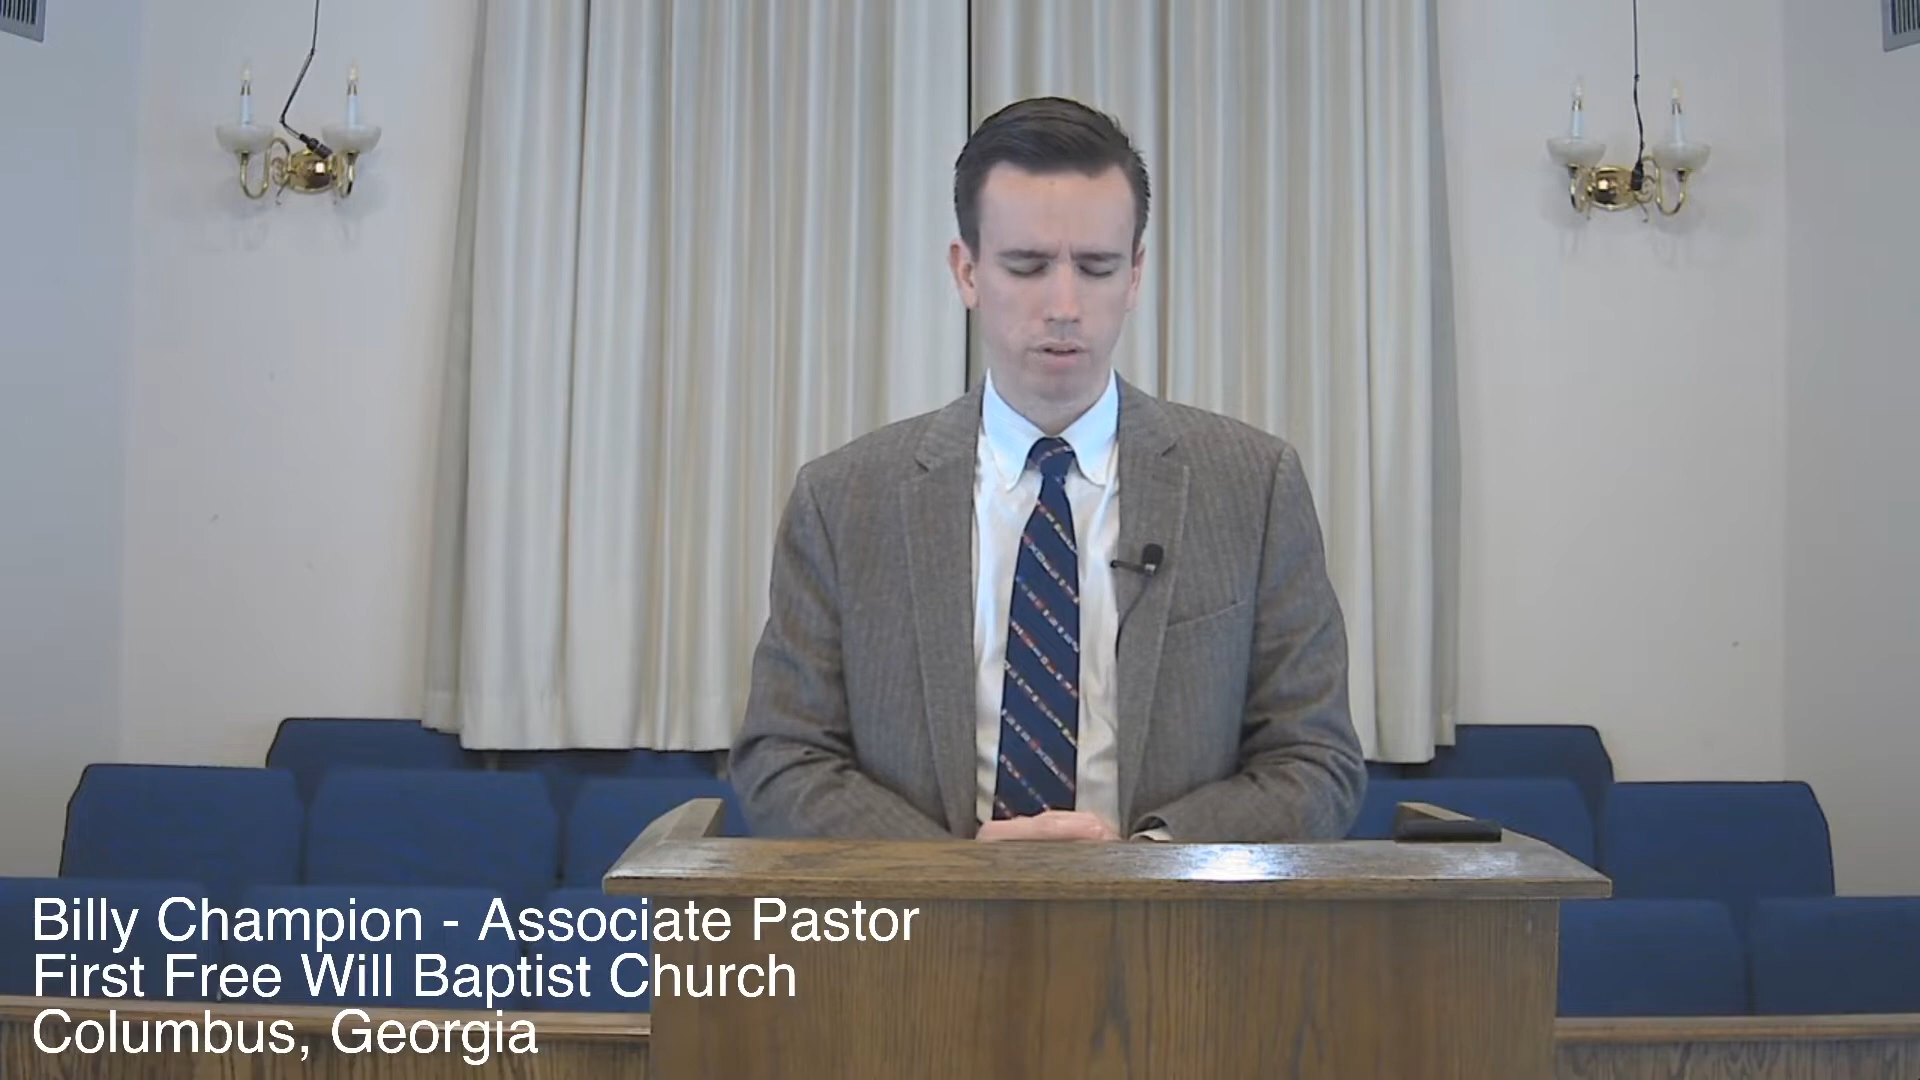 Billy Champion - Associate Pastor
First Free Will Baptist Church
Columbus, Georgia